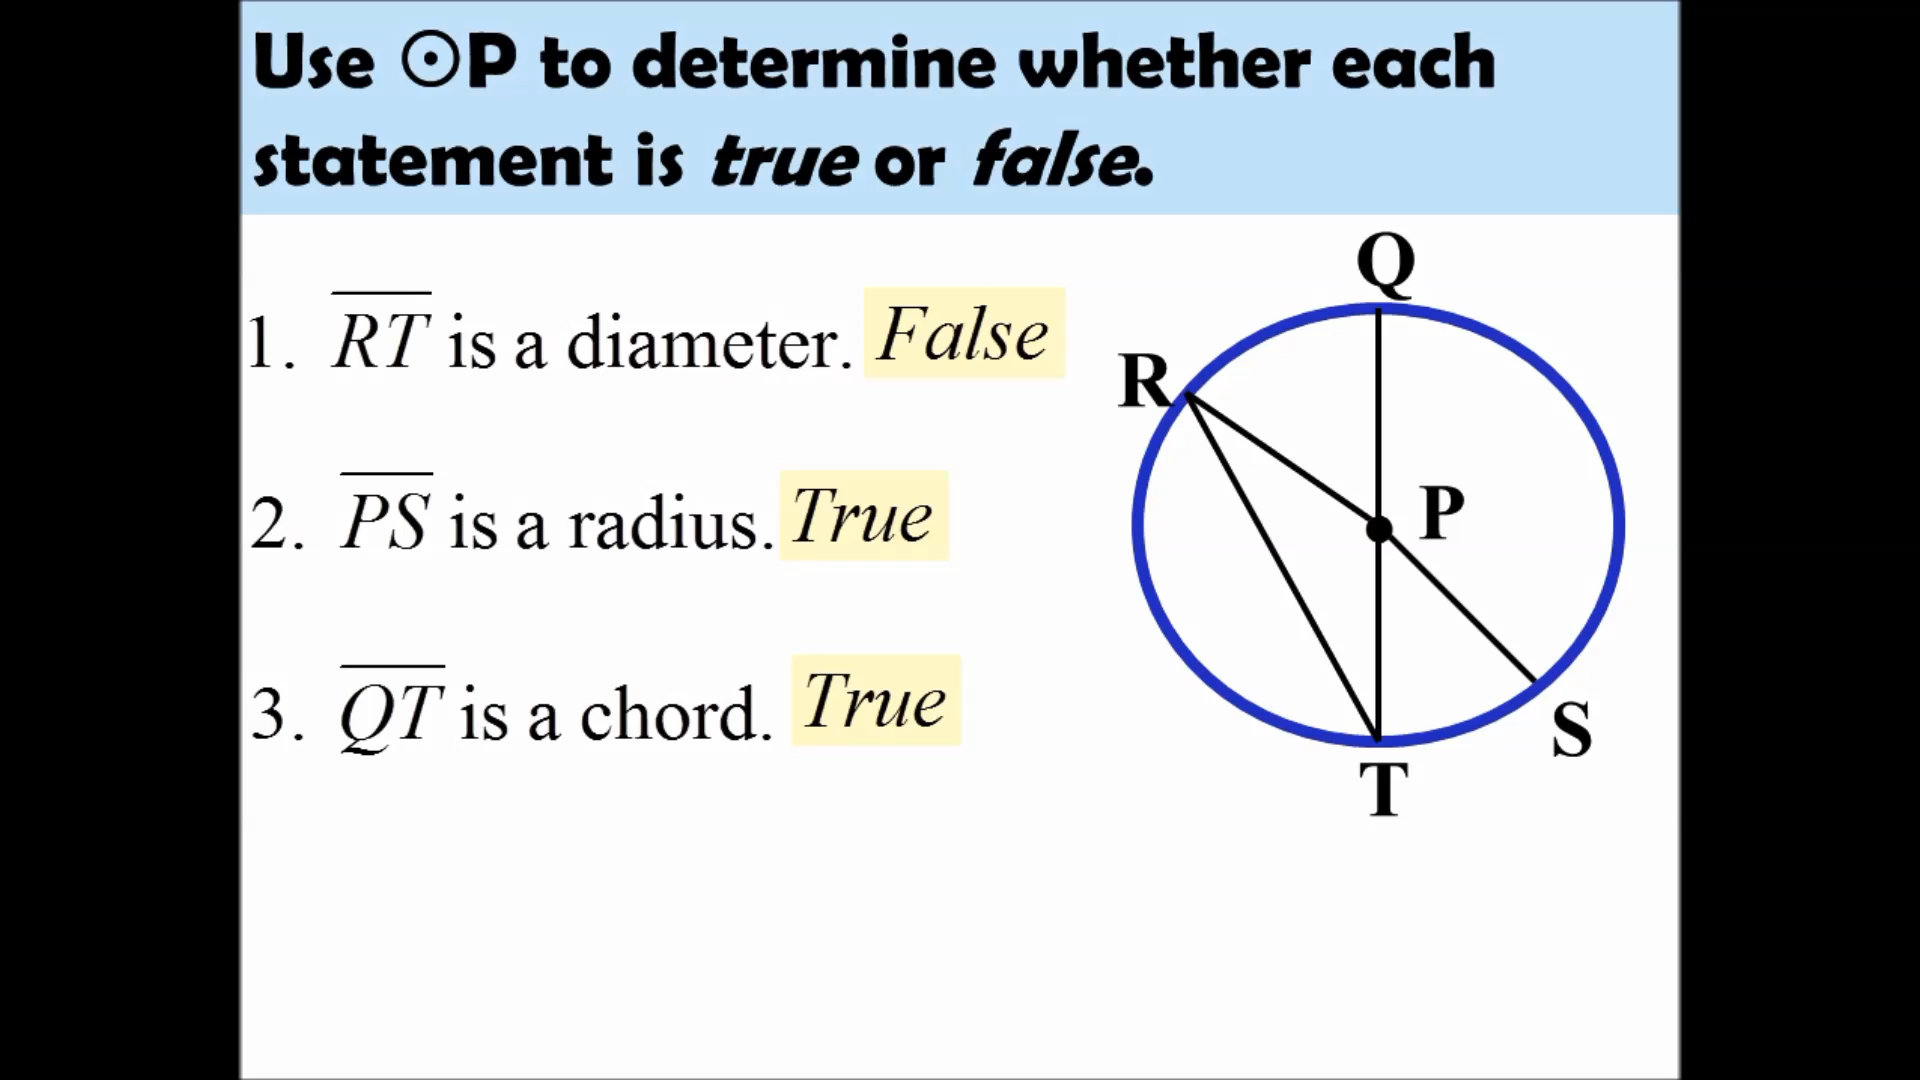 Use ⊙P to determine whether each
statement is true or false.
1. RT is a diameter. False
2. PS is a radius. True
3. QT is a chord. True
Q
R
P
S
T